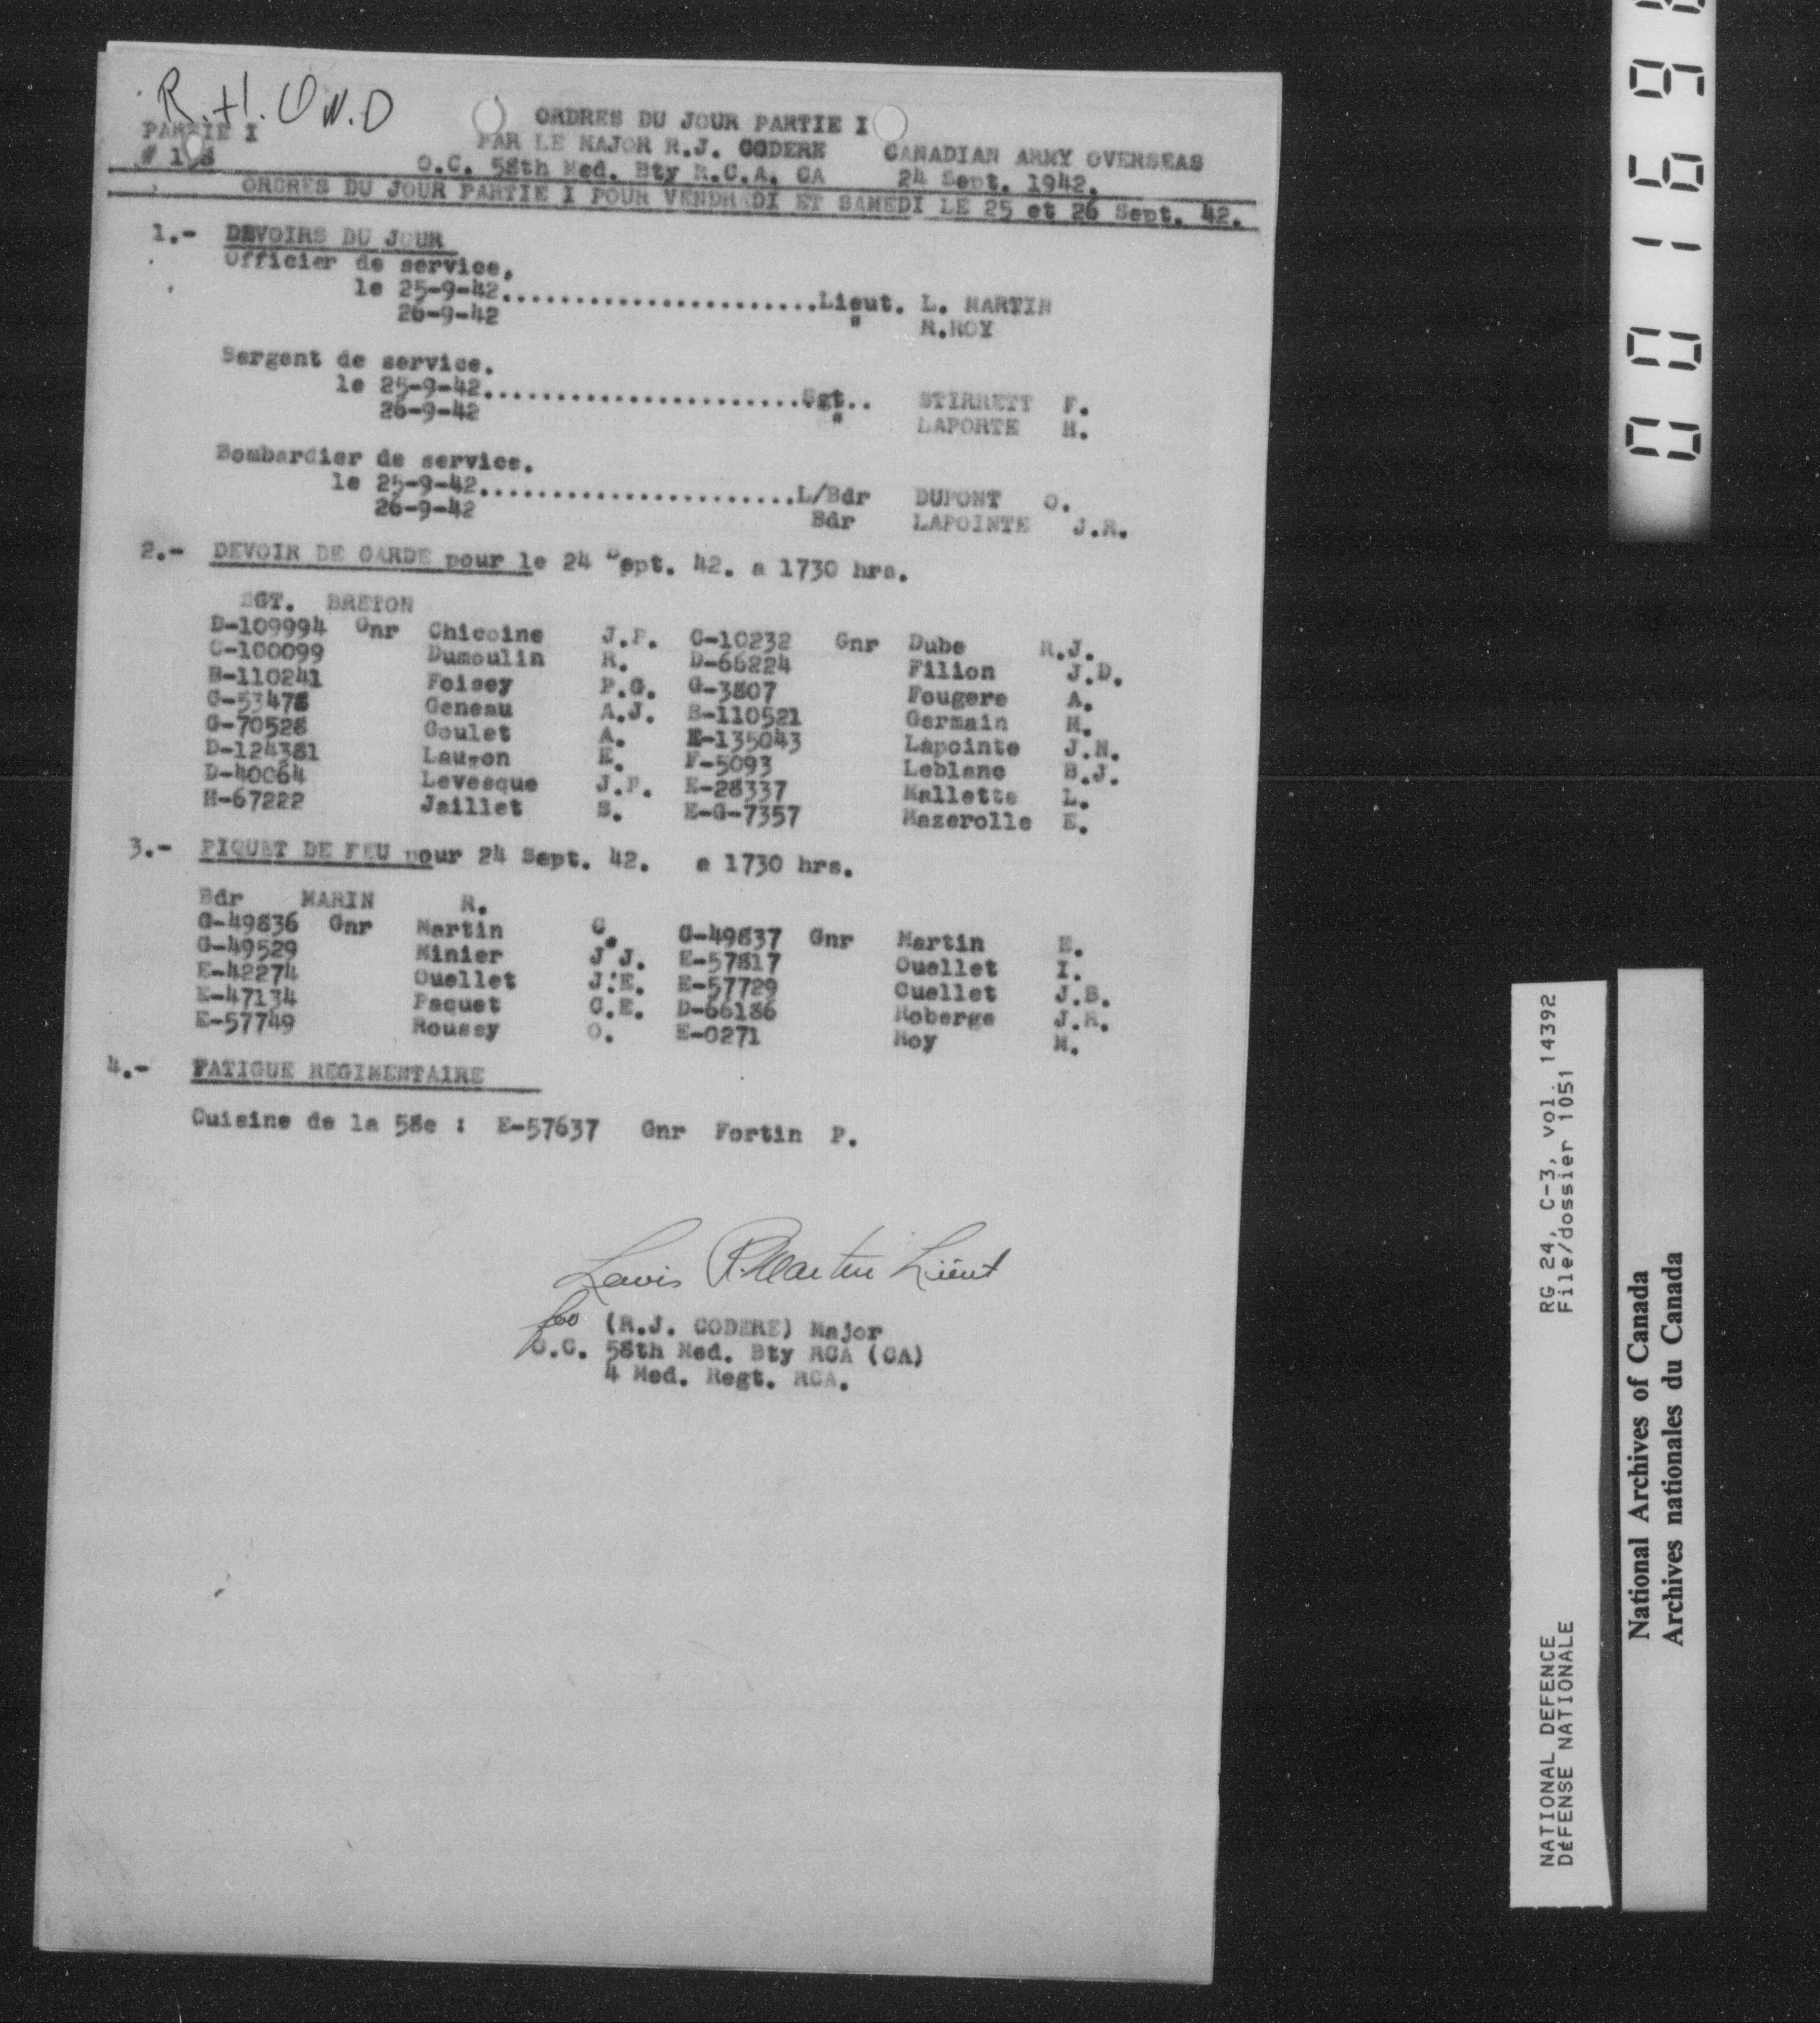 R.H.U N.D
PARTIE I
ORDRES DU JOUR PARTIE I
PAR LE MAJOR R.J. CODERE CANADIAN ARMY OVERSEAS
O.C. 58th Med. Bty R.C.A. CA 24 Sept. 1942.
ORDRES DU JOUR PARTIE I POUR VENDREDI ET SAMEDI LE 25 et 26 Sept. 42.
1.- DEVOIRS DU JOUR
Officier de service.
le 25-9-42........................Lieut. L. MARTIN
26-9-42 " R.ROY
Sergent de service.
le 25-9-42........................Sgt.. STIRRETT F.
26-9-42 " LAPORTE H.
Bombardier de service.
le 25-9-42........................L/Bdr DUPONT O.
26-9-42 Bdr LAPOINTE J.R.
2.- DEVOIR DE GARDE pour le 24 Sept. 42. a 1730 hrs.
SGT. BRETON
D-109994 Gnr Chicoine J.P. C-10232 Gnr Dube R.J.
C-100099 Dumoulin R. D-66224 Filion J.D.
B-110241 Foisey P.G. G-3807 Fougere A.
C-53478 Geneau A.J. B-110521 Germain M.
G-70528 Goulet A. E-135043 Lapointe J.N.
D-124381 Lauzon E. F-5093 Leblanc B.J.
D-40064 Levesque J.P. E-28337 Mallette L.
H-67222 Jaillet S. E-G-7357 Mazerolle E.
3.- PIQUET DE FEU pour 24 Sept. 42. a 1730 hrs.
Bdr MARIN R.
G-49836 Gnr Martin C. G-49837 Gnr Martin E.
G-49529 Minier J.J. E-57817 Ouellet I.
E-42274 Ouellet J.E. E-57729 Ouellet J.B.
E-47134 Paquet C.E. D-66186 Roberge J.R.
E-57749 Roussy O. E-0271 Roy M.
4.- FATIGUE REGIMENTAIRE
Cuisine de la 58e : E-57637 Gnr Fortin P.
Louis P. Martin Lieut
for (R.J. CODERE) Major
O.C. 58th Med. Bty RCA (CA)
4 Med. Regt. RCA.
RG 24, C-3, vol. 14392
File/dossier 1051
NATIONAL DEFENCE
DÉFENSE NATIONALE
National Archives of Canada
Archives nationales du Canada